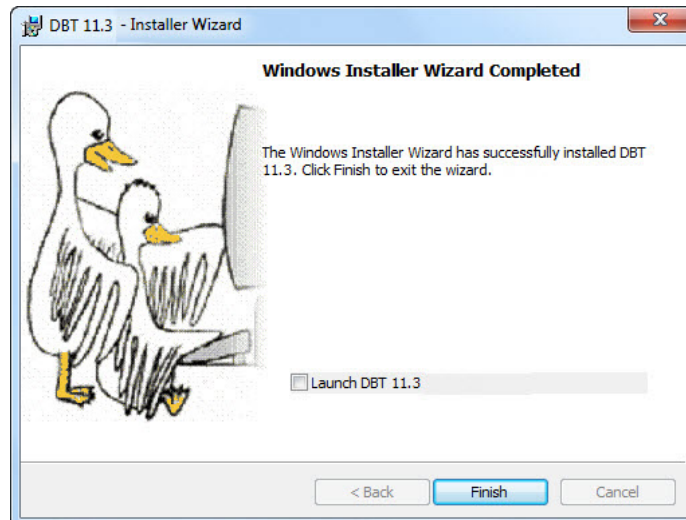 DBT 11.3 - Installer Wizard
Windows Installer Wizard Completed
The Windows Installer Wizard has successfully installed DBT
11.3. Click Finish to exit the wizard.
Launch DBT 11.3
< Back
Finish
Cancel